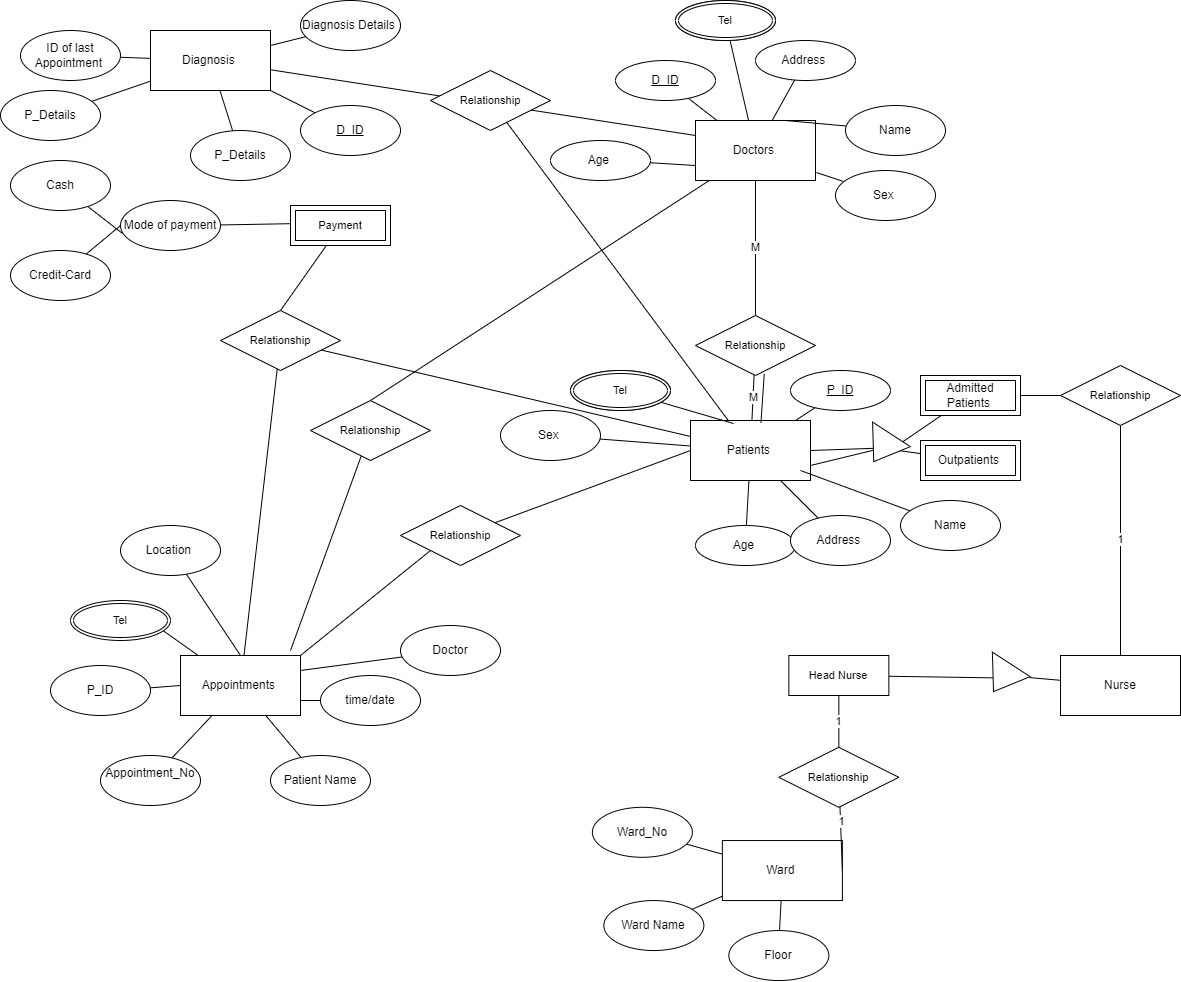 Diagnosis Details
ID of last
Appointment
Diagnosis
P_Details
D_ID
P_Details
Relationship
Tel
Address
D_ID
Name
Doctors
Age
Sex
Cash
Mode of payment
Payment
Credit-Card
M
Relationship
Relationship
Tel
M
P_ID
Admitted
Patients
Relationship
Relationship
Sex
Patients
Outpatients
Relationship
Name
Age
Address
1
Location
Tel
Doctor
P_ID
Appointments
time/date
Head Nurse
Nurse
1
Appointment_No
Patient Name
Relationship
1
Ward_No
Ward
Ward Name
Floor